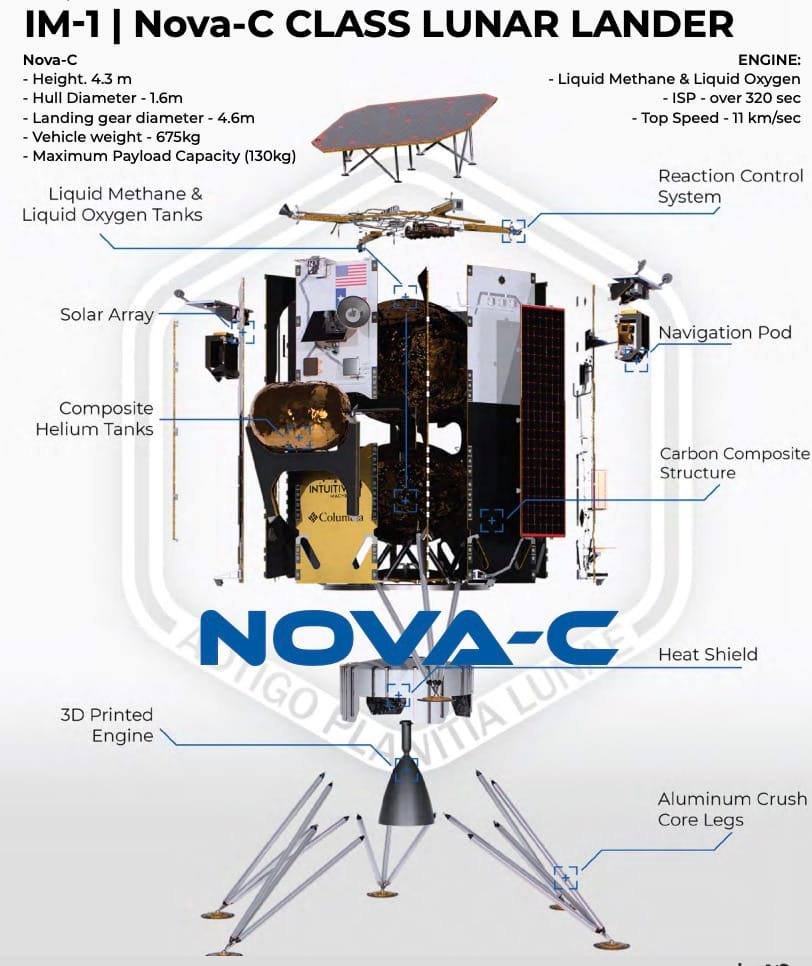 IM-1 | Nova-C CLASS LUNAR LANDER
Nova-C
- Height. 4.3 m
- Hull Diameter - 1.6m
- Landing gear diameter - 4.6m
- Vehicle weight - 675kg
- Maximum Payload Capacity (130kg)
ENGINE:
- Liquid Methane & Liquid Oxygen
- ISP - over 320 sec
- Top Speed - 11 km/sec
Reaction Control
System
Liquid Methane &
Liquid Oxygen Tanks
Solar Array
Navigation Pod
Composite
Helium Tanks
Carbon Composite
Structure
INTUITIV
Columbia
NOVA-C
Heat Shield
3D Printed
Engine
Aluminum Crush
Core Legs